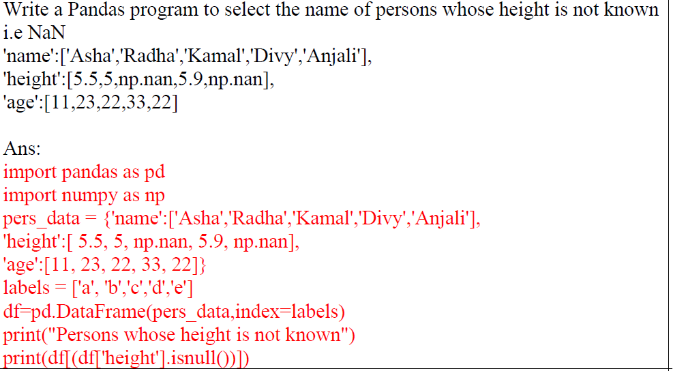 Write a Pandas program to select the name of persons whose height is not known
i.e NaN
'name':['Asha','Radha','Kamal','Divy','Anjali'],
'height':[5.5,5,np.nan,5.9,np.nan],
'age':[11,23,22,33,22]
Ans:
import pandas as pd
import numpy as np
pers_data = {'name':['Asha','Radha','Kamal','Divy','Anjali'],
'height':[ 5.5, 5, np.nan, 5.9, np.nan],
'age':[11, 23, 22, 33, 22]}
labels = ['a', 'b','c','d','e']
df=pd.DataFrame(pers_data,index=labels)
print("Persons whose height is not known")
print(df[(df['height'].isnull())])